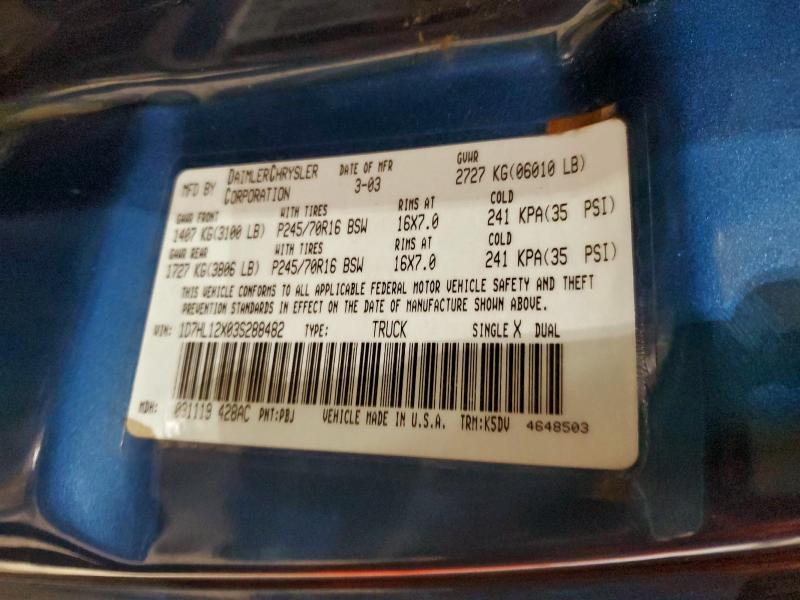 MFD BY DAIMLERCHRYSLER CORPORATION DATE OF MFR 3-03 GVWR 2727 KG(06010 LB)
GAWR FRONT WITH TIRES RIMS AT COLD
1407 KG(3100 LB) P245/70R16 BSW 16X7.0 241 KPA(35 PSI)
GAWR REAR WITH TIRES RIMS AT COLD
1727 KG(3806 LB) P245/70R16 BSW 16X7.0 241 KPA(35 PSI)
THIS VEHICLE CONFORMS TO ALL APPLICABLE FEDERAL MOTOR VEHICLE SAFETY AND THEFT
PREVENTION STANDARDS IN EFFECT ON THE DATE OF MANUFACTURE SHOWN ABOVE.
VIN: 1D7HL12X03S288482 TYPE: TRUCK SINGLE X DUAL
MDH: 031119 428AC PNT:PBJ VEHICLE MADE IN U.S.A. TRM:K5DV 4648503